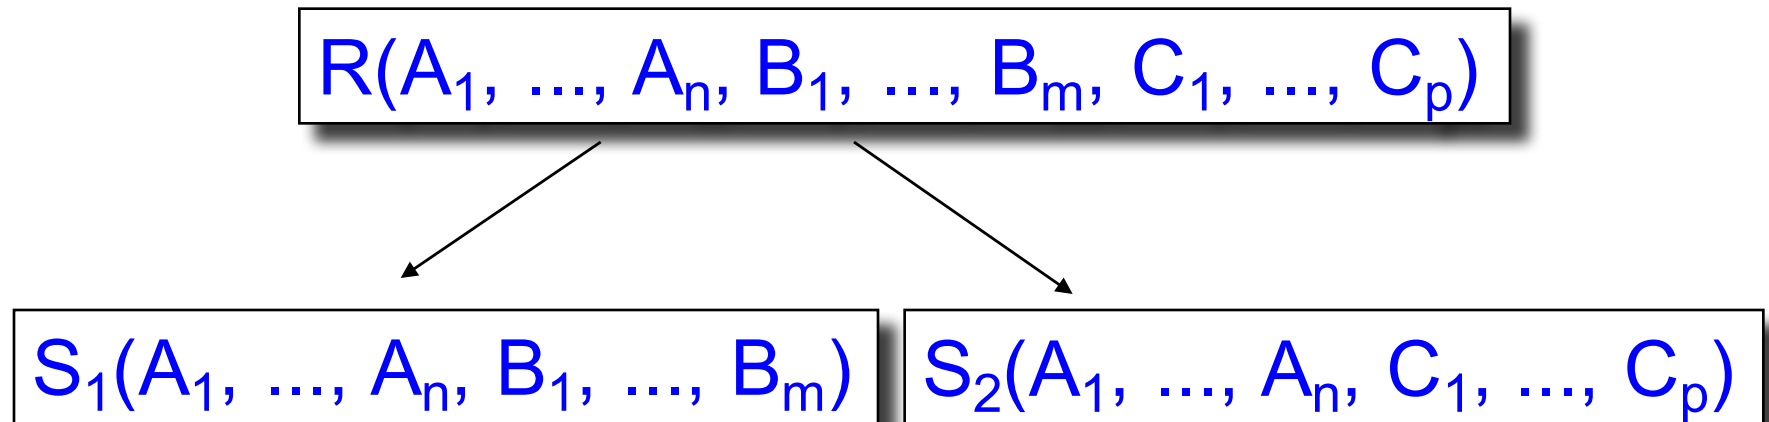 R(A₁, ..., Aₙ, B₁, ..., Bₘ, C₁, ..., Cₚ)
S₁(A₁, ..., Aₙ, B₁, ..., Bₘ)
S₂(A₁, ..., Aₙ, C₁, ..., Cₚ)